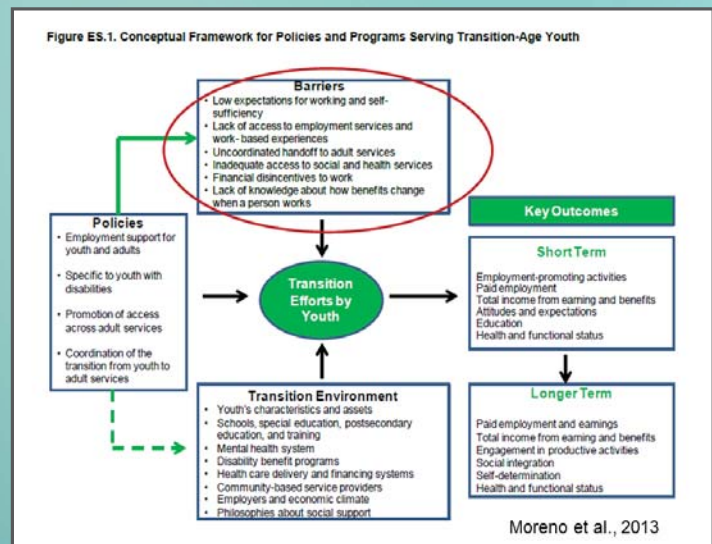 Figure ES.1. Conceptual Framework for Policies and Programs Serving Transition-Age Youth
Barriers
• Low expectations for working and self-
sufficiency
• Lack of access to employment services and
work- based experiences
• Uncoordinated handoff to adult services
• Inadequate access to social and health services
• Financial disincentives to work
• Lack of knowledge about how benefits change
when a person works
Policies
• Employment support for
youth and adults
• Specific to youth with
disabilities
• Promotion of access
across adult services
• Coordination of the
transition from youth to
adult services
Transition
Efforts by
Youth
Transition Environment
• Youth's characteristics and assets
• Schools, special education, postsecondary
education, and training
• Mental health system
• Disability benefit programs
• Health care delivery and financing systems
• Community-based service providers
• Employers and economic climate
• Philosophies about social support
Key Outcomes
Short Term
Employment-promoting activities
Paid employment
Total income from earning and benefits
Attitudes and expectations
Education
Health and functional status
Longer Term
Paid employment and earnings
Total income from earning and benefits
Engagement in productive activities
Social integration
Self-determination
Health and functional status
Moreno et al., 2013